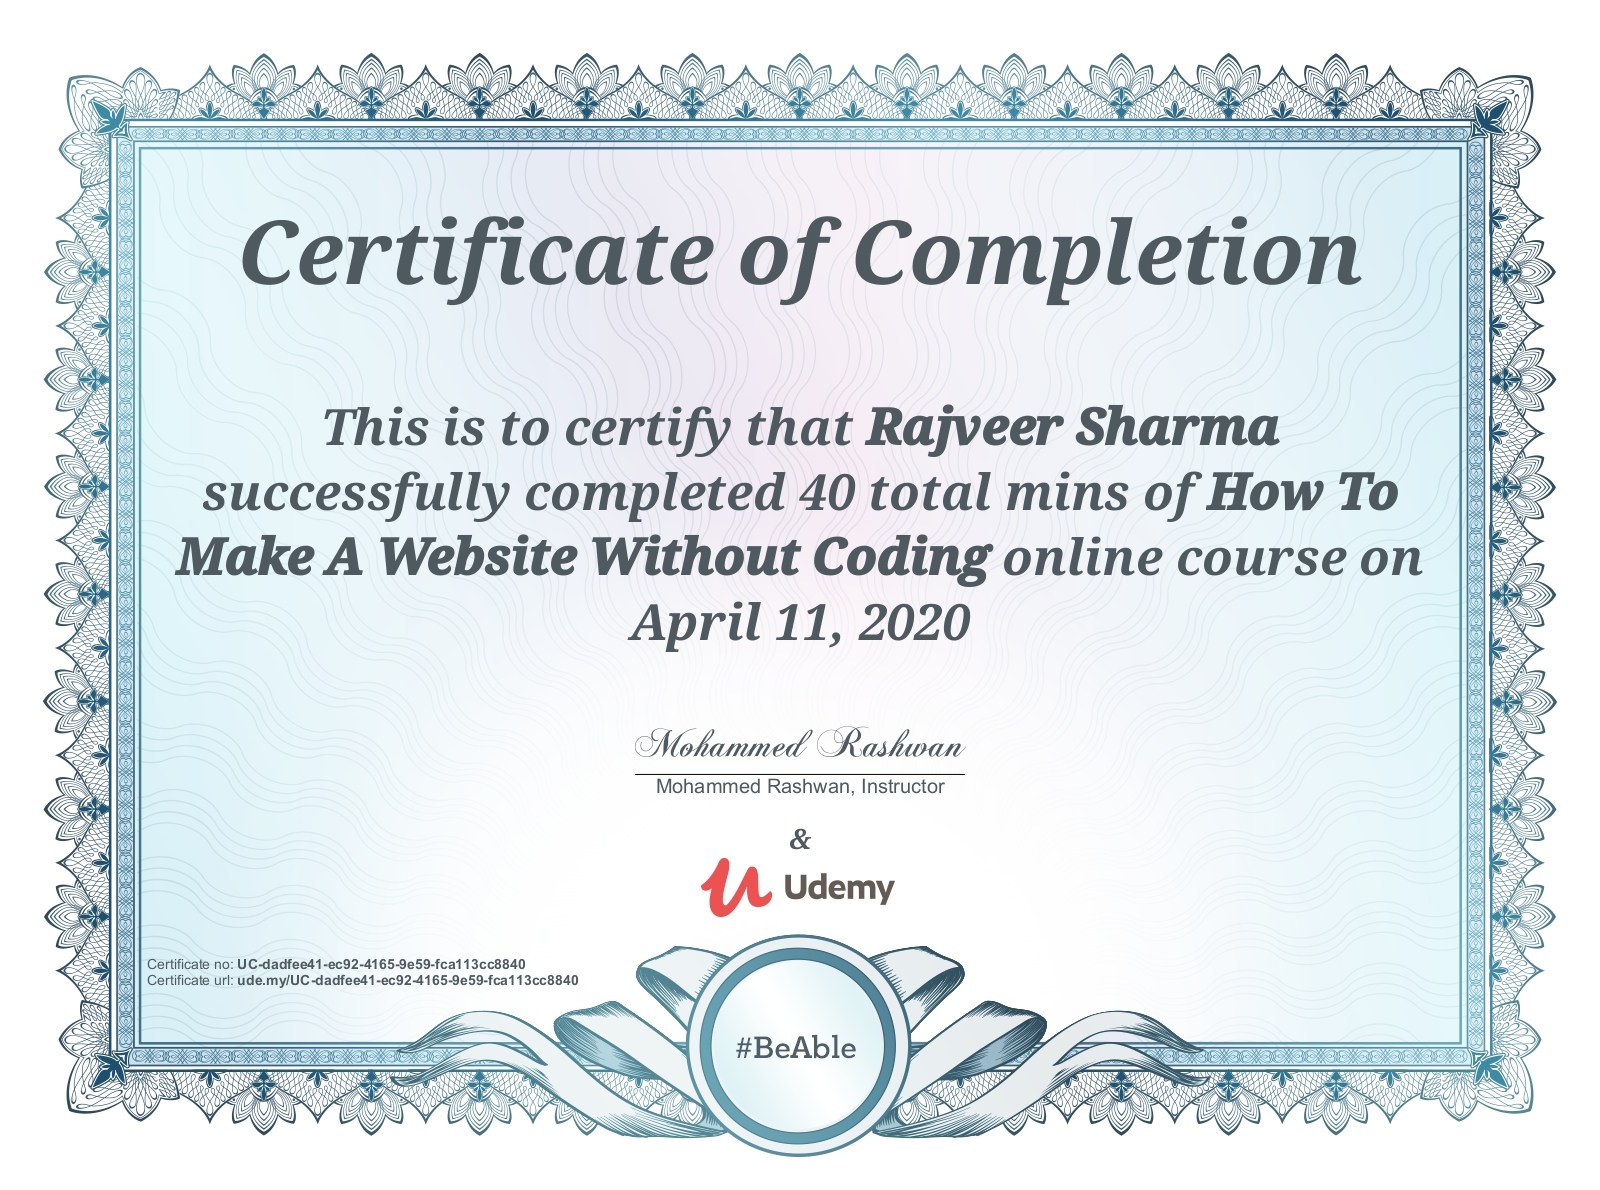 Certificate of Completion
This is to certify that Rajveer Sharma
successfully completed 40 total mins of How To
Make A Website Without Coding online course on
April 11, 2020
Mohammed Rashwan
Mohammed Rashwan, Instructor
&
Udemy
Certificate no: UC-dadfee41-ec92-4165-9e59-fca113cc8840
Certificate url: ude.my/UC-dadfee41-ec92-4165-9e59-fca113cc8840
#BeAble